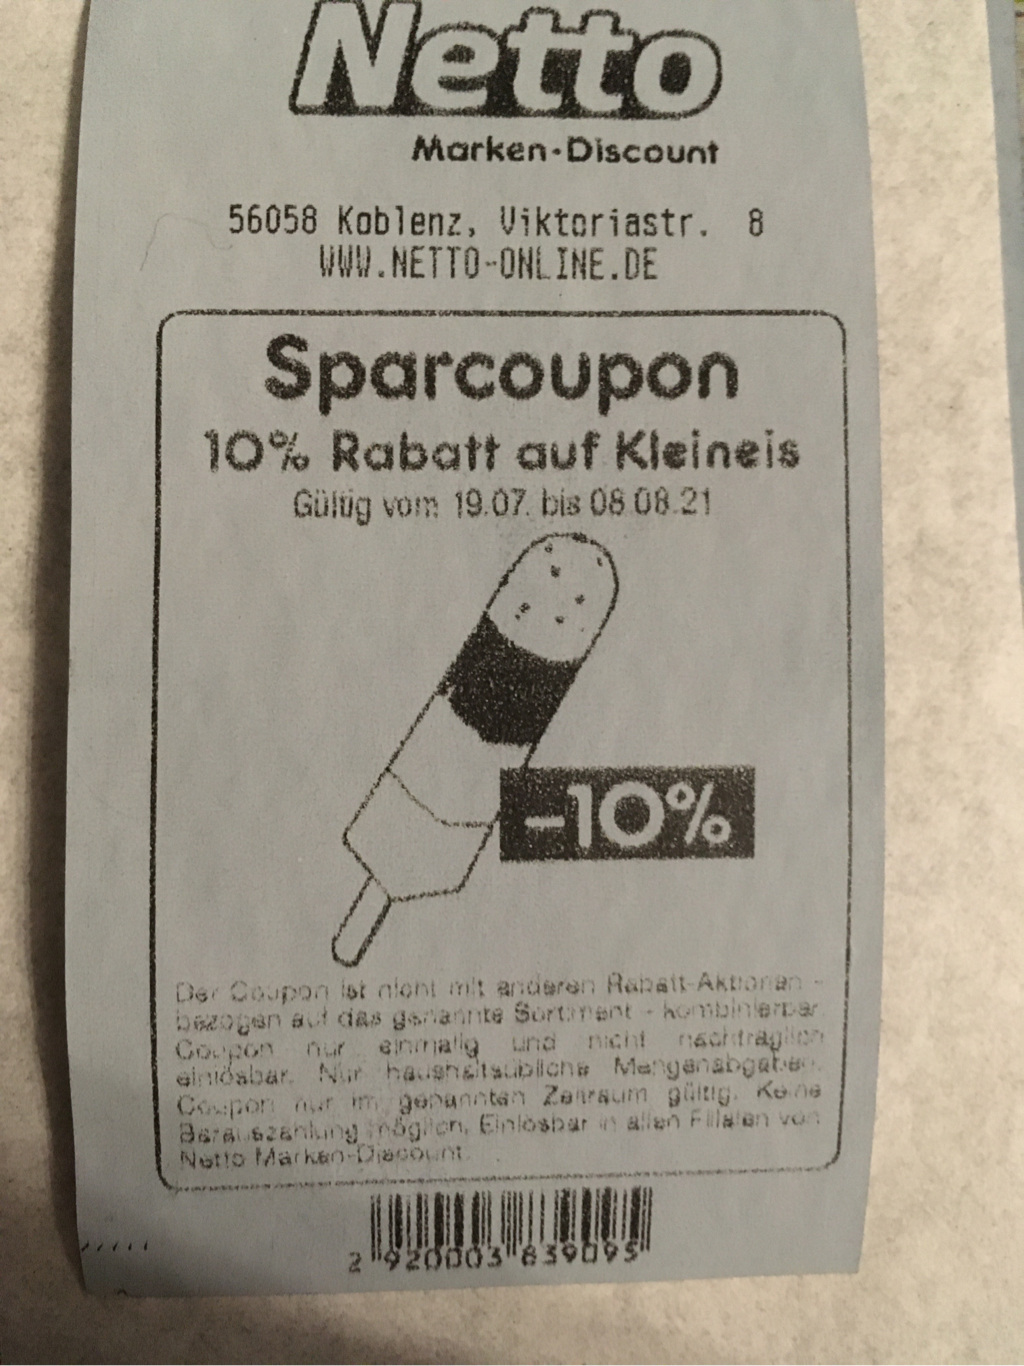 Netto
Marken-Discount
56058 Koblenz, Viktoriastr. 8
WWW.NETTO-ONLINE.DE
Sparcoupon
10% Rabatt auf Kleineis
Gültig vom 19.07. bis 08.08.21
-10%
Der Coupon ist nicht mit anderen Rabatt-Aktionen -
bezogen auf das genannte Sortiment - kombinierbar.
Coupon nur einmalig und nicht nachträglich
einlösbar. Nur haushaltsübliche Mengenabgaben.
Coupon nur im genannten Zeitraum gültig. Keine
Barauszahlung möglich. Einlösbar in allen Filialen von
Netto Marken-Discount.
2 920003 839095